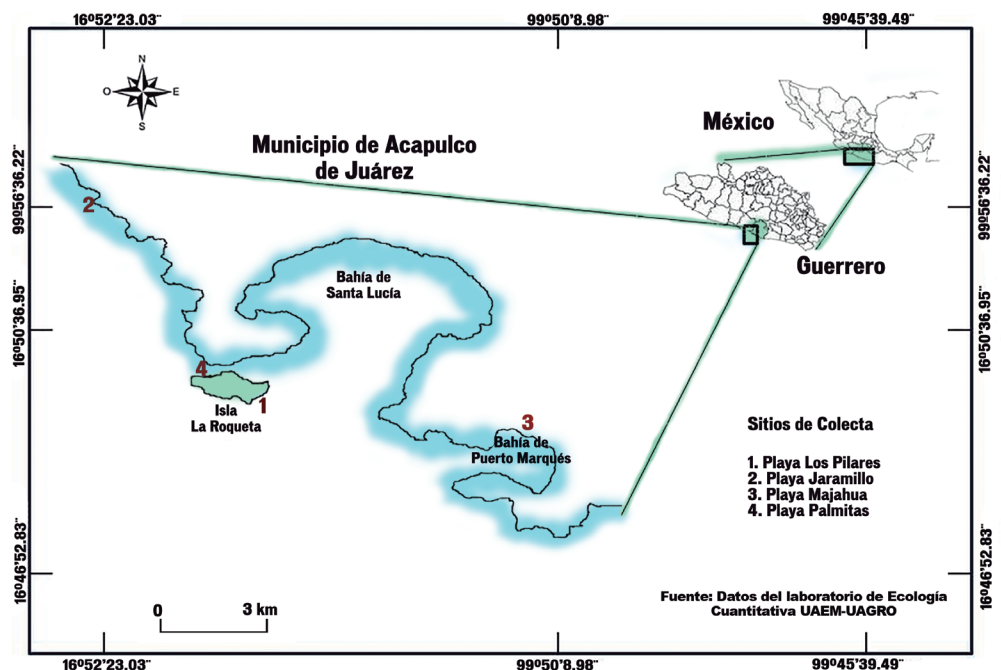 16º52'23.03¨
99º50'8.98¨
99º45'39.49¨
N
O
E
S
México
Municipio de Acapulco
de Juárez
99º56'36.22¨
99º56'36.22¨
2
Guerrero
Bahía de
Santa Lucía
16º50'36.95¨
16º50'36.95¨
4
1
Isla
La Roqueta
3
Bahía de
Puerto Marqués
Sitios de Colecta
1. Playa Los Pilares
2. Playa Jaramillo
3. Playa Majahua
4. Playa Palmitas
16º46'52.83¨
16º46'52.83¨
0
3 km
Fuente: Datos del laboratorio de Ecología
Cuantitativa UAEM-UAGRO
16º52'23.03¨
99º50'8.98¨
99º45'39.49¨